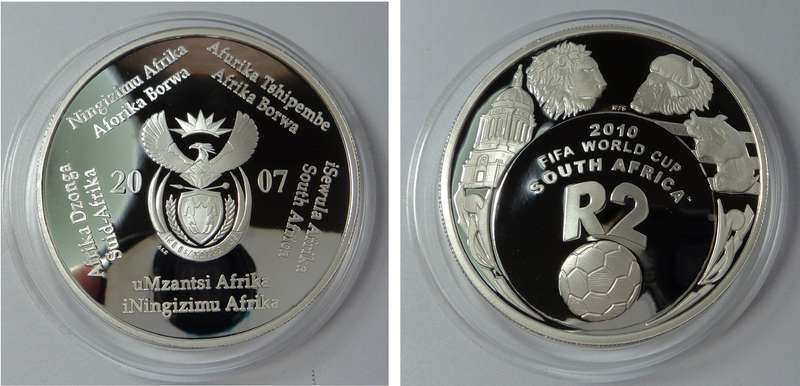 Ningizimu Afrika
Aforika Borwa
Afurika Tshipembe
Afrika Borwa
iSewula Afrika
South Africa
uMzantsi Afrika
iNingizimu Afrika
Afrika Dzonga
Suid-Afrika
20 07
2010
FIFA WORLD CUP
SOUTH AFRICA
R2